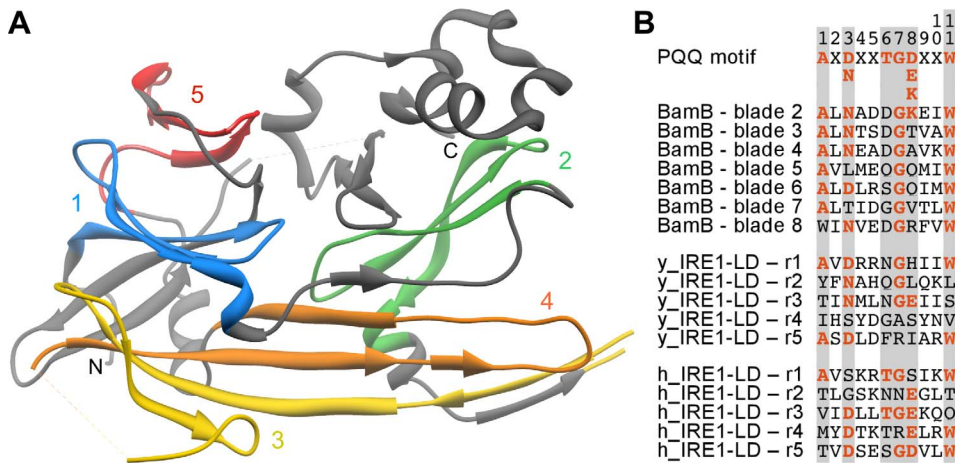 A
1
2
3
4
5
N
C
B
11
12345678901
PQQ motif AXDXXTGDXXW
N E
K
BamB - blade 2 ALNADDGKEIW
BamB - blade 3 ALNTSDGTVAW
BamB - blade 4 ALNEADGAVKW
BamB - blade 5 AVLMEQGQMIW
BamB - blade 6 ALDLRSGQIMW
BamB - blade 7 ALTIDGGVTLW
BamB - blade 8 WINVEDGRFVW
y_IRE1-LD – r1 AVDRRNGHIIW
y_IRE1-LD – r2 YFNAHQGLQKL
y_IRE1-LD – r3 TINMLNGEIIS
y_IRE1-LD – r4 IHSYDGASYNV
y_IRE1-LD – r5 ASDLDFRIARW
h_IRE1-LD – r1 AVSKRTGSIKW
h_IRE1-LD – r2 TLGSKNNEGLT
h_IRE1-LD – r3 VIDLLTGEKQQ
h_IRE1-LD – r4 MYDTKTRELRW
h_IRE1-LD – r5 TVDSESGDVLW